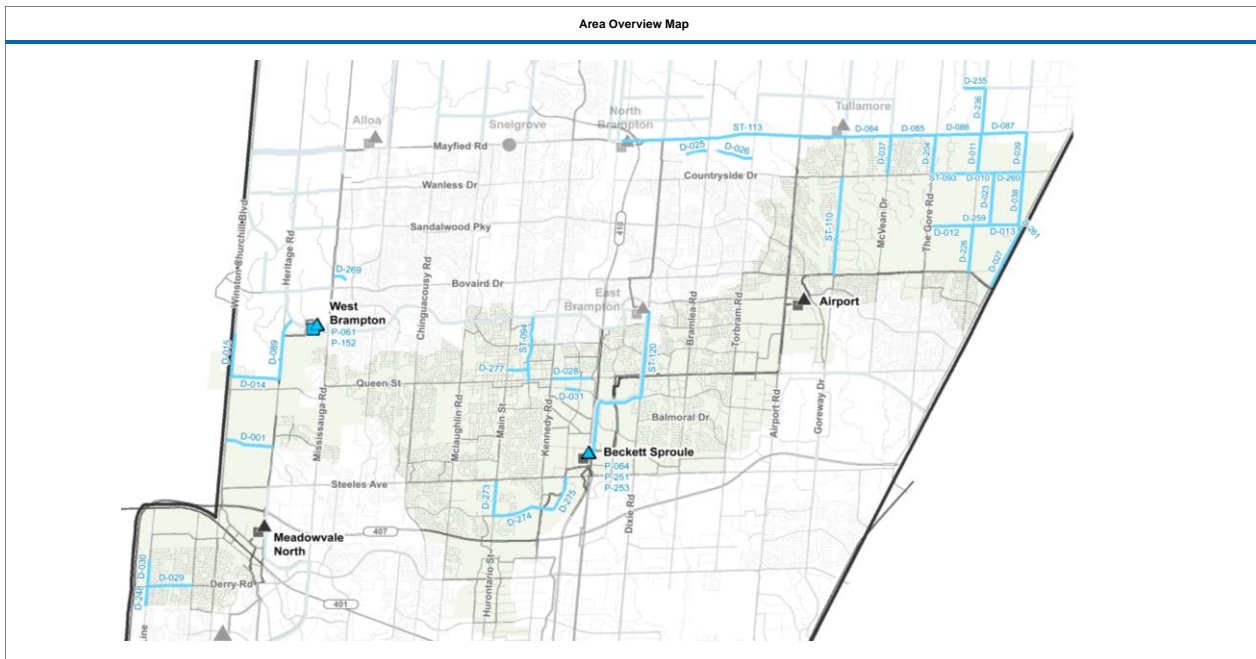 Area Overview Map
D-235
D-236
Alloa
Snelgrove
North
Brampton
Tullamore
ST-113
D-084
D-085
D-086
D-087
Mayfied Rd
D-025
D-026
D-037
D-204
D-011
D-039
Wanless Dr
Countryside Dr
ST-093
D-010
D-260
D-023
D-038
Winston Churchill Blvd
Heritage Rd
Sandalwood Pky
410
ST-110
McVean Dr
The Gore Rd
D-259
D-012
D-013
D-261
D-226
D-027
D-269
Bovaird Dr
Chinguacousy Rd
East
Brampton
Airport
West
Brampton
P-061
P-152
D-015
D-089
ST-094
ST-120
Bramlea Rd
Torbram Rd
D-014
Queen St
D-277
D-028
D-031
Mississauga Rd
Mclaughlin Rd
Main St
Kennedy Rd
Balmoral Dr
Airport Rd
Goreway Dr
D-001
Beckett Sproule
P-064
P-251
P-253
Steeles Ave
D-273
D-274
D-275
Dixie Rd
Meadowvale
North
407
D-030
D-029
D-248
Derry Rd
401
Hurontario St
Line